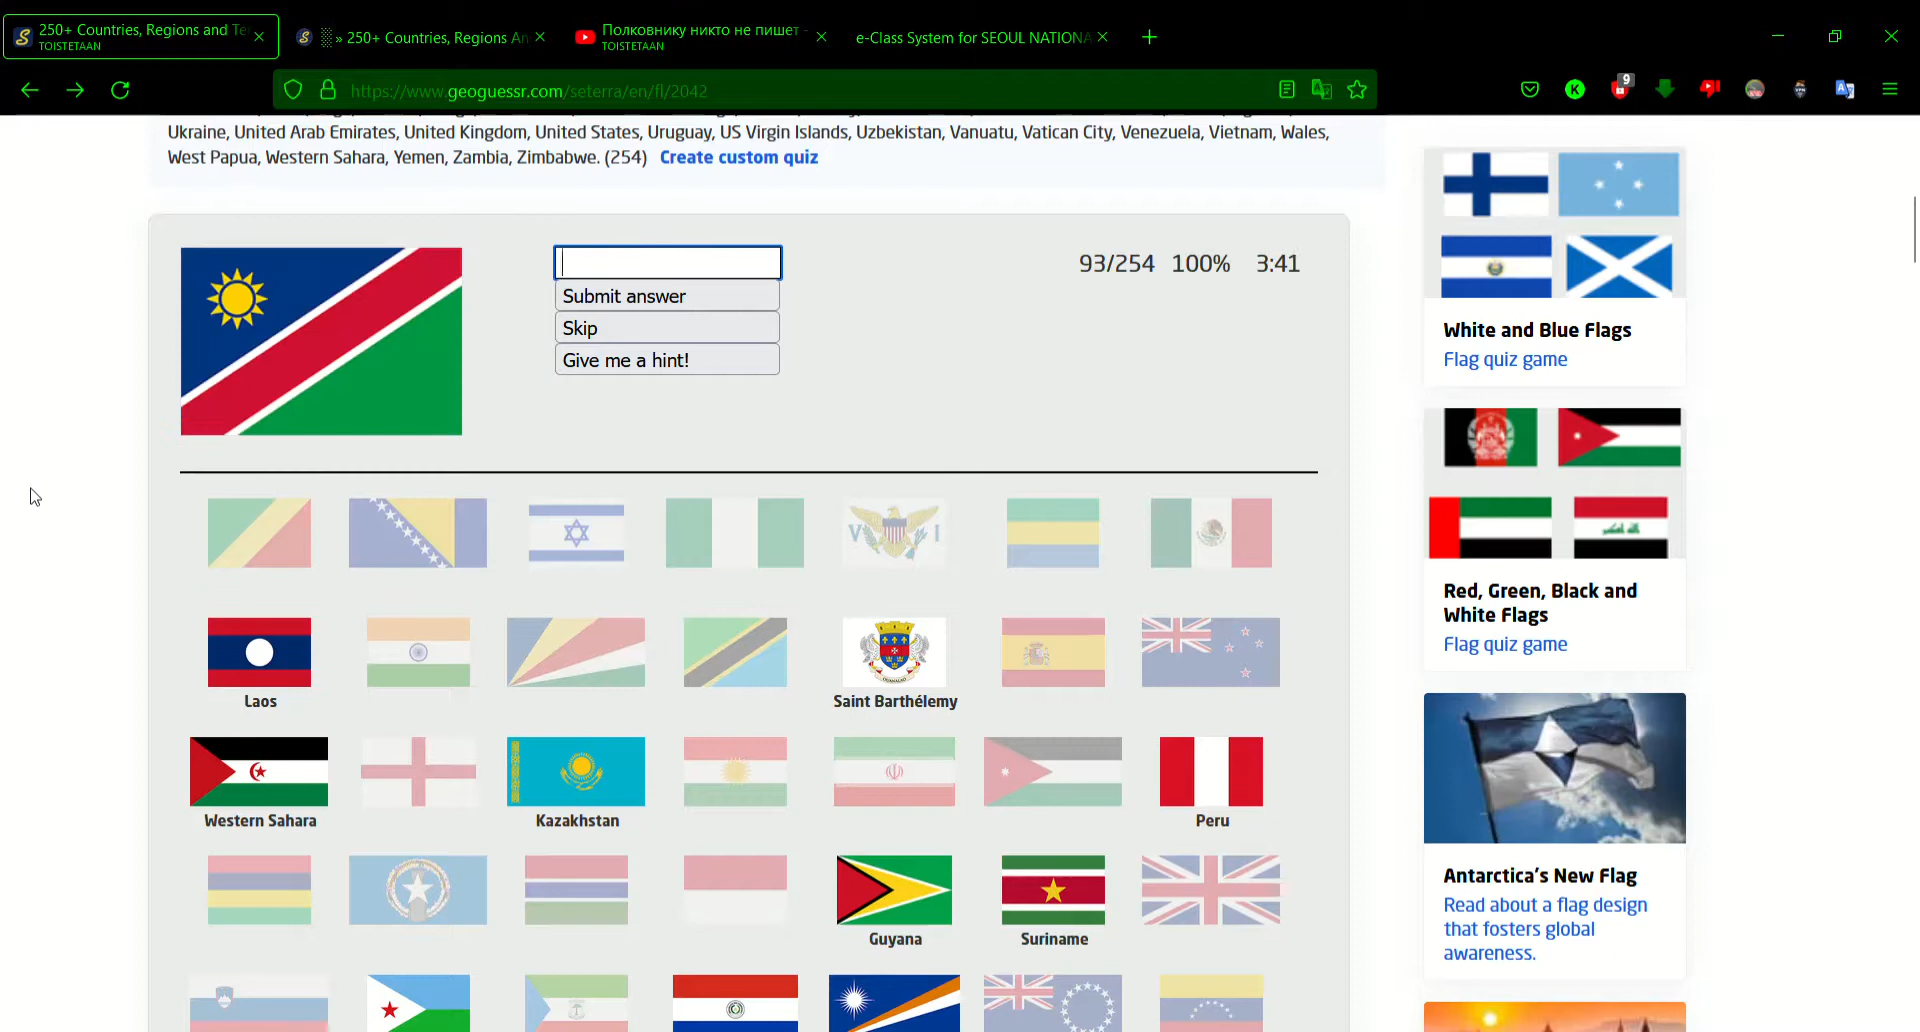 250+ Countries, Regions and Te
TOISTETAAN
» 250+ Countries, Regions An
Полковнику никто не пишет -
TOISTETAAN
e-Class System for SEOUL NATIONA
https://www.geoguessr.com/seterra/en/fl/2042
9
Ukraine, United Arab Emirates, United Kingdom, United States, Uruguay, US Virgin Islands, Uzbekistan, Vanuatu, Vatican City, Venezuela, Vietnam, Wales,
West Papua, Western Sahara, Yemen, Zambia, Zimbabwe. (254) Create custom quiz
Submit answer
Skip
Give me a hint!
93/254 100% 3:41
V I
Laos
Saint Barthélemy
Western Sahara
Kazakhstan
Peru
Guyana
Suriname
White and Blue Flags
Flag quiz game
Red, Green, Black and
White Flags
Flag quiz game
Antarctica's New Flag
Read about a flag design
that fosters global
awareness.